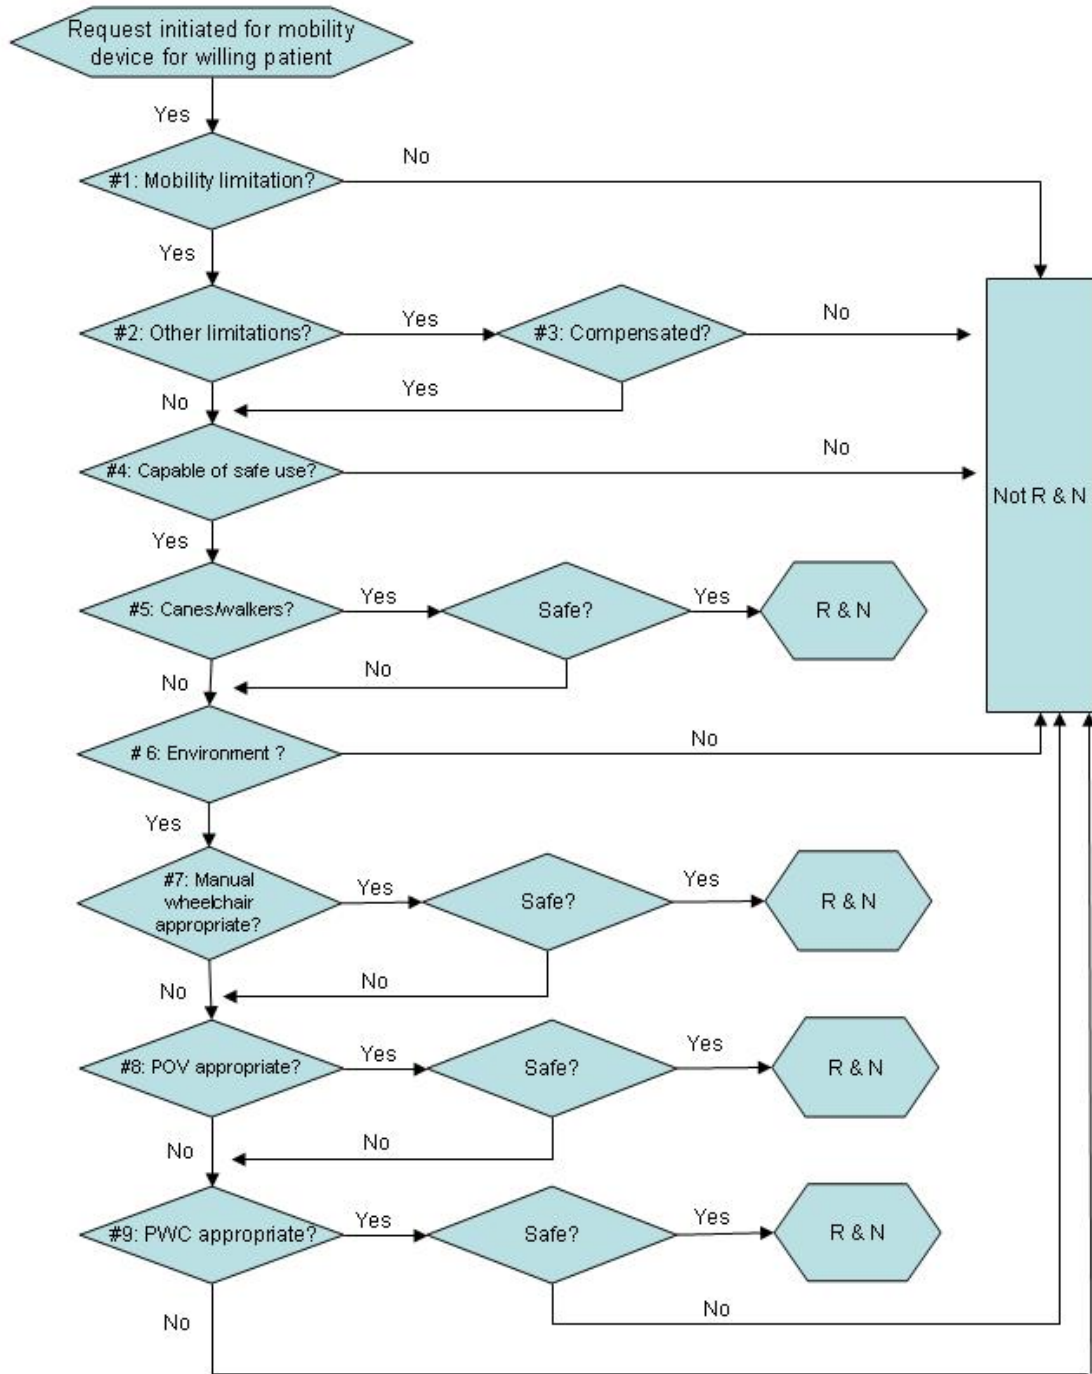 Request initiated for mobility
device for willing patient
Yes
#1: Mobility limitation?
No
Yes
#2: Other limitations?
Yes
#3: Compensated?
No
No
Yes
#4: Capable of safe use?
No
Not R & N
Yes
#5: Canes/walkers?
Yes
Safe?
Yes
R & N
No
No
# 6: Environment ?
No
Yes
#7: Manual
wheelchair
appropriate?
Yes
Safe?
Yes
R & N
No
No
#8: POV appropriate?
Yes
Safe?
Yes
R & N
No
No
#9: PWC appropriate?
Yes
Safe?
Yes
R & N
No
No